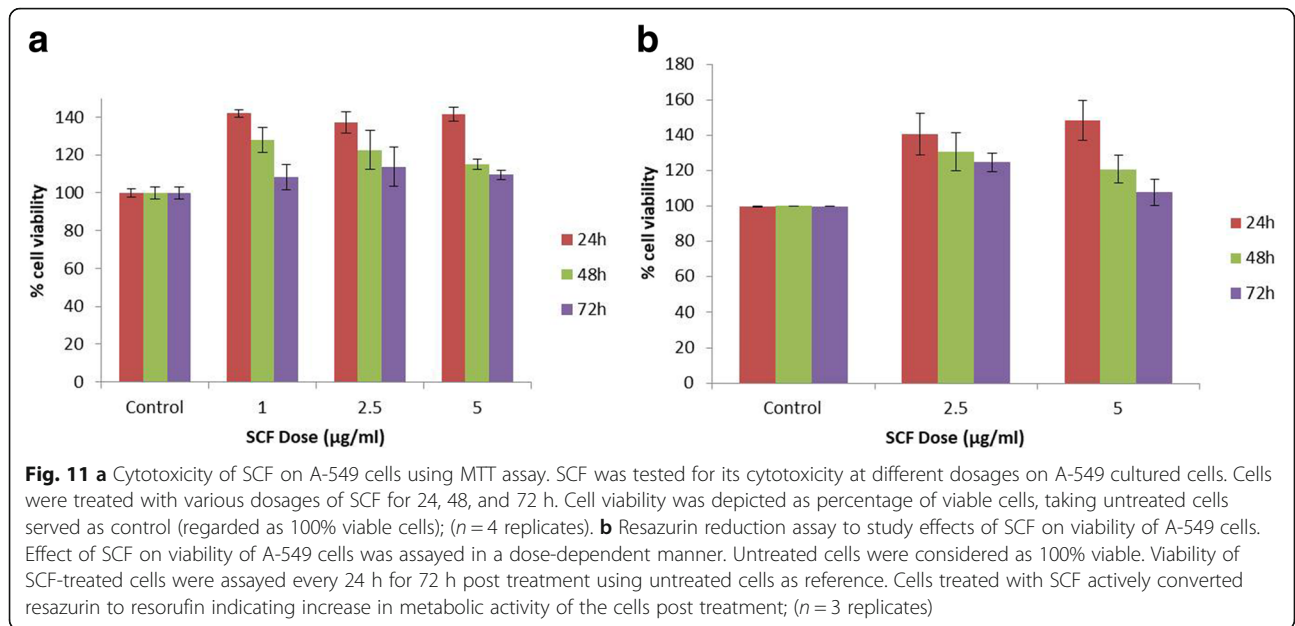 a
% cell viability
140
120
100
80
60
40
20
0
Control 1 2.5 5
SCF Dose (µg/ml)
24h
48h
72h
b
% cell viability
180
160
140
120
100
80
60
40
20
0
Control 2.5 5
SCF Dose (µg/ml)
24h
48h
72h
Fig. 11 a Cytotoxicity of SCF on A-549 cells using MTT assay. SCF was tested for its cytotoxicity at different dosages on A-549 cultured cells. Cells
were treated with various dosages of SCF for 24, 48, and 72 h. Cell viability was depicted as percentage of viable cells, taking untreated cells
served as control (regarded as 100% viable cells); (n = 4 replicates). b Resazurin reduction assay to study effects of SCF on viability of A-549 cells.
Effect of SCF on viability of A-549 cells was assayed in a dose-dependent manner. Untreated cells were considered as 100% viable. Viability of
SCF-treated cells were assayed every 24 h for 72 h post treatment using untreated cells as reference. Cells treated with SCF actively converted
resazurin to resorufin indicating increase in metabolic activity of the cells post treatment; (n = 3 replicates)